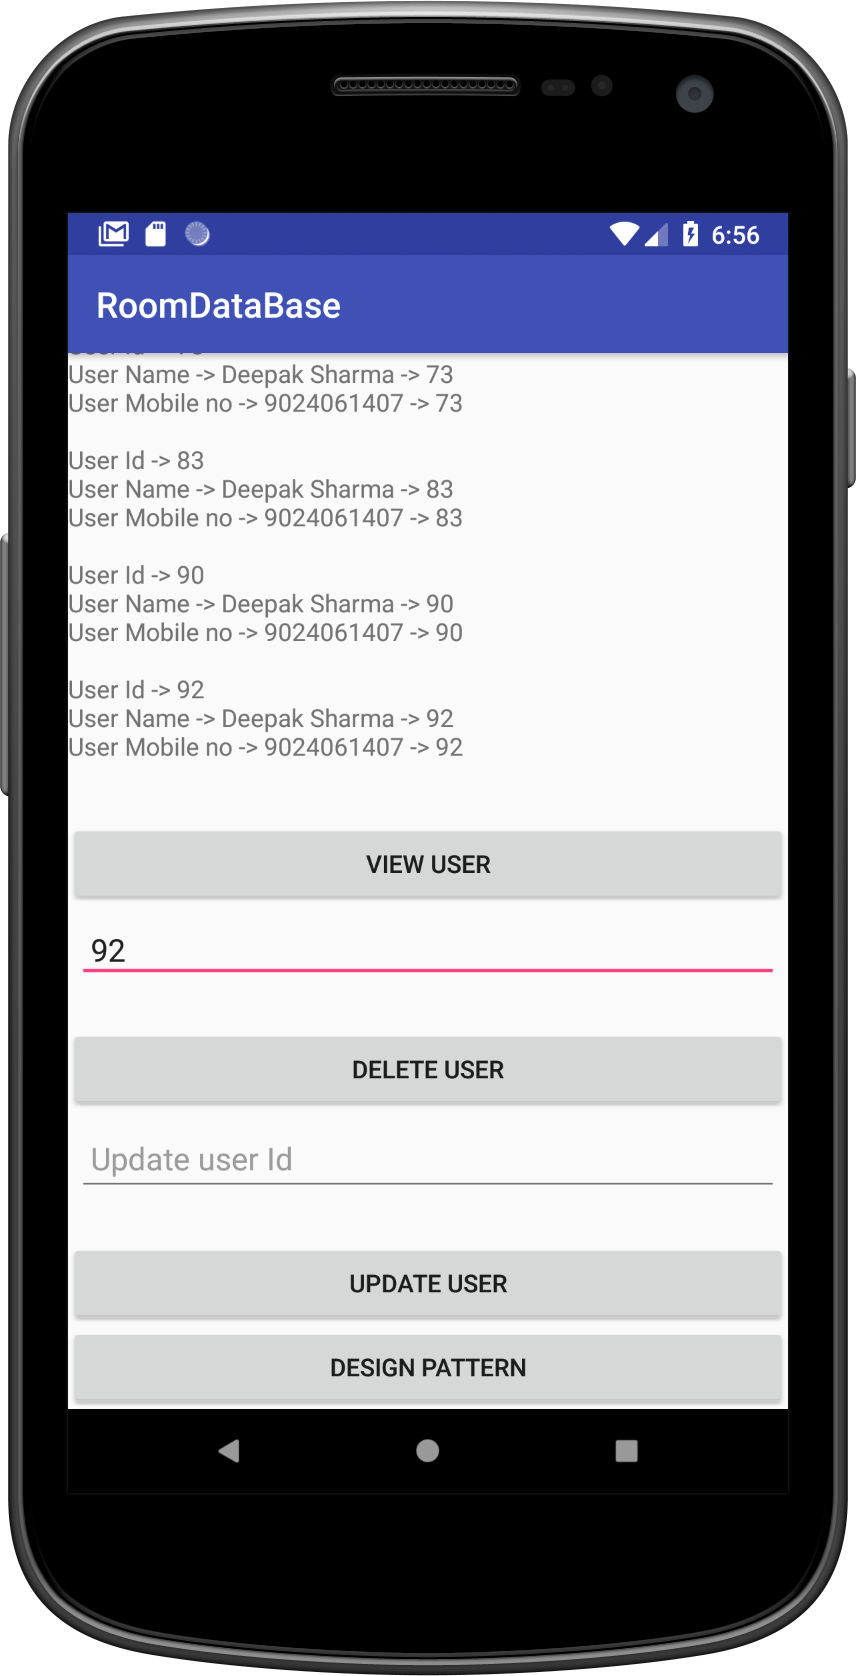 6:56
RoomDataBase
User Name -> Deepak Sharma -> 73
User Mobile no -> 9024061407 -> 73
User Id -> 83
User Name -> Deepak Sharma -> 83
User Mobile no -> 9024061407 -> 83
User Id -> 90
User Name -> Deepak Sharma -> 90
User Mobile no -> 9024061407 -> 90
User Id -> 92
User Name -> Deepak Sharma -> 92
User Mobile no -> 9024061407 -> 92
VIEW USER
92
DELETE USER
Update user Id
UPDATE USER
DESIGN PATTERN